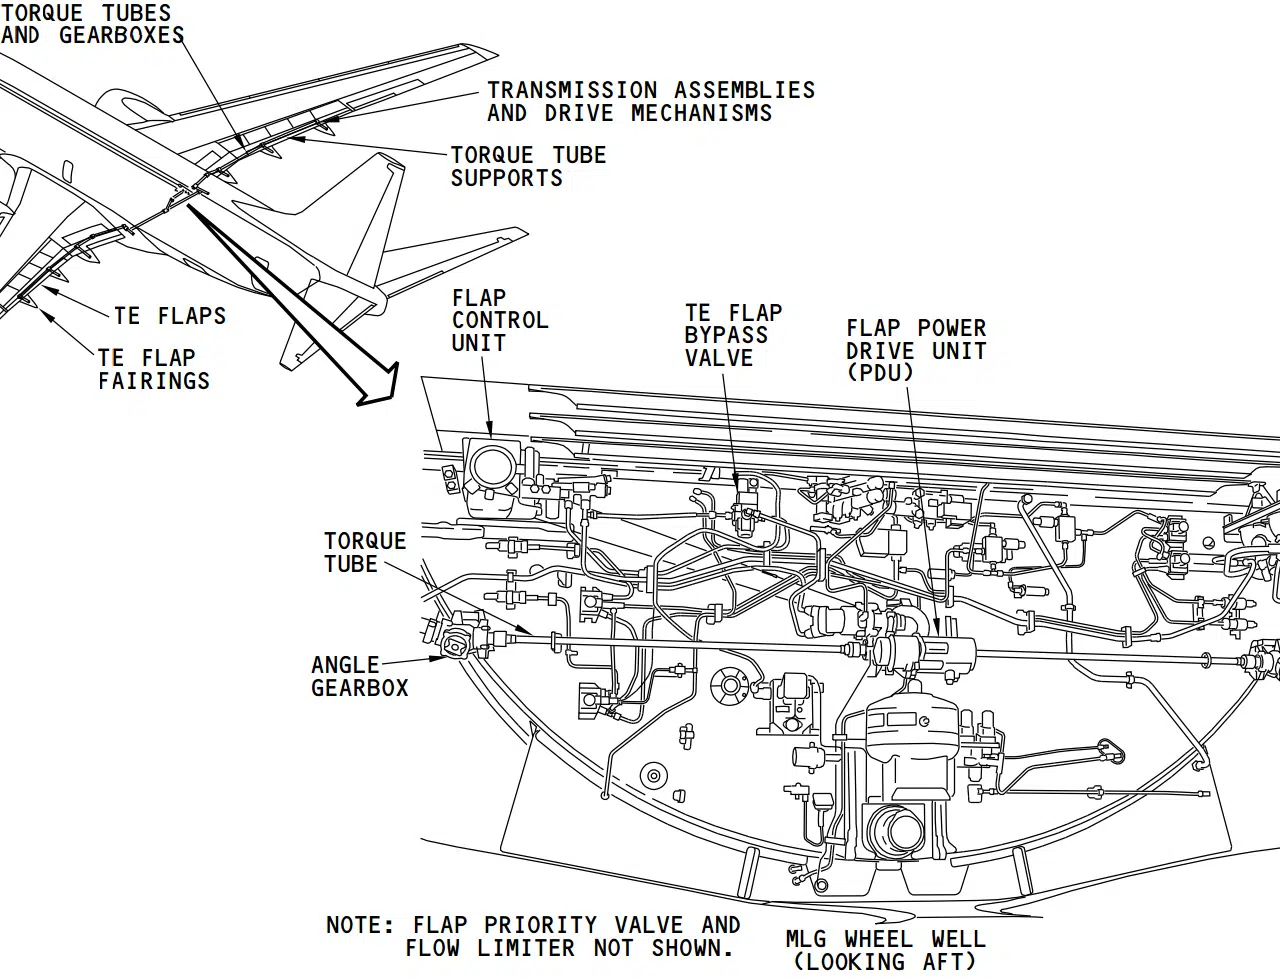 TORQUE TUBES
AND GEARBOXES
TRANSMISSION ASSEMBLIES
AND DRIVE MECHANISMS
TORQUE TUBE
SUPPORTS
TE FLAPS
TE FLAP
FAIRINGS
FLAP
CONTROL
UNIT
TE FLAP
BYPASS
VALVE
FLAP POWER
DRIVE UNIT
(PDU)
TORQUE
TUBE
ANGLE
GEARBOX
NOTE: FLAP PRIORITY VALVE AND
FLOW LIMITER NOT SHOWN.
MLG WHEEL WELL
(LOOKING AFT)